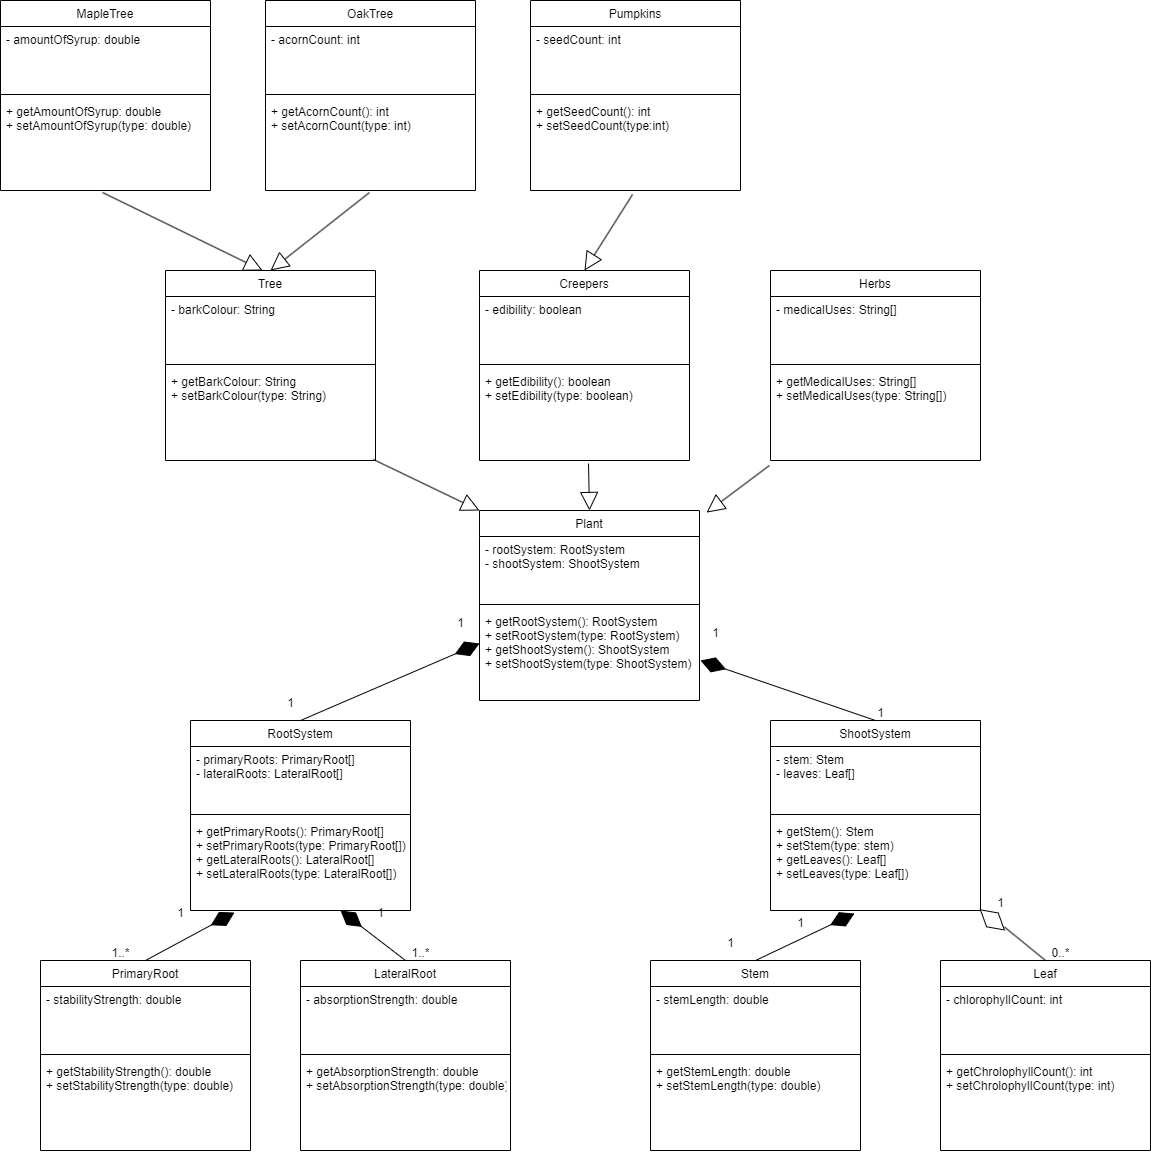 MapleTree
- amountOfSyrup: double
+ getAmountOfSyrup: double
+ setAmountOfSyrup(type: double)
OakTree
- acornCount: int
+ getAcornCount(): int
+ setAcornCount(type: int)
Pumpkins
- seedCount: int
+ getSeedCount(): int
+ setSeedCount(type:int)
Tree
- barkColour: String
+ getBarkColour: String
+ setBarkColour(type: String)
Creepers
- edibility: boolean
+ getEdibility(): boolean
+ setEdibility(type: boolean)
Herbs
- medicalUses: String[]
+ getMedicalUses: String[]
+ setMedicalUses(type: String[])
Plant
- rootSystem: RootSystem
- shootSystem: ShootSystem
+ getRootSystem(): RootSystem
+ setRootSystem(type: RootSystem)
+ getShootSystem(): ShootSystem
+ setShootSystem(type: ShootSystem)
1
1
1
1
RootSystem
- primaryRoots: PrimaryRoot[]
- lateralRoots: LateralRoot[]
+ getPrimaryRoots(): PrimaryRoot[]
+ setPrimaryRoots(type: PrimaryRoot[])
+ getLateralRoots(): LateralRoot[]
+ setLateralRoots(type: LateralRoot[])
ShootSystem
- stem: Stem
- leaves: Leaf[]
+ getStem(): Stem
+ setStem(type: stem)
+ getLeaves(): Leaf[]
+ setLeaves(type: Leaf[])
1
1
1
1
1..*
1..*
1
0..*
PrimaryRoot
- stabilityStrength: double
+ getStabilityStrength(): double
+ setStabilityStrength(type: double)
LateralRoot
- absorptionStrength: double
+ getAbsorptionStrength: double
+ setAbsorptionStrength(type: double)
Stem
- stemLength: double
+ getStemLength: double
+ setStemLength(type: double)
Leaf
- chlorophyllCount: int
+ getChrolophyllCount(): int
+ setChrolophyllCount(type: int)